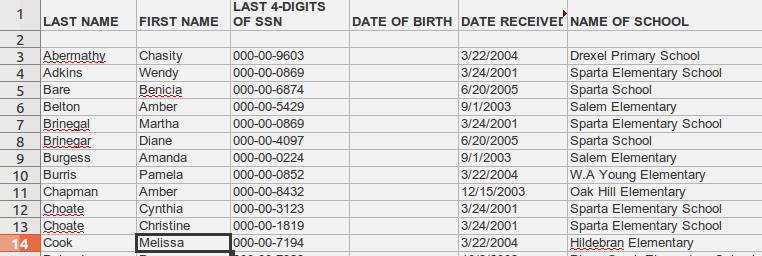 1 LAST NAME FIRST NAME LAST 4-DIGITS OF SSN DATE OF BIRTH DATE RECEIVED NAME OF SCHOOL
2
3 Abermathy Chasity 000-00-9603 3/22/2004 Drexel Primary School
4 Adkins Wendy 000-00-0869 3/24/2001 Sparta Elementary School
5 Bare Benicia 000-00-6874 6/20/2005 Sparta School
6 Belton Amber 000-00-5429 9/1/2003 Salem Elementary
7 Bringal Martha 000-00-0869 3/24/2001 Sparta Elementary School
8 Brinegar Diane 000-00-4097 6/20/2005 Sparta School
9 Burgess Amanda 000-00-0224 9/1/2003 Salem Elementary
10 Burris Pamela 000-00-0852 3/22/2004 W.A Young Elementary
11 Chapman Amber 000-00-8432 12/15/2003 Oak Hill Elementary
12 Choate Cynthia 000-00-3123 3/24/2001 Sparta Elementary School
13 Choate Christine 000-00-1819 3/24/2001 Sparta Elementary School
14 Cook Melissa 000-00-7194 3/22/2004 Hildebran Elementary